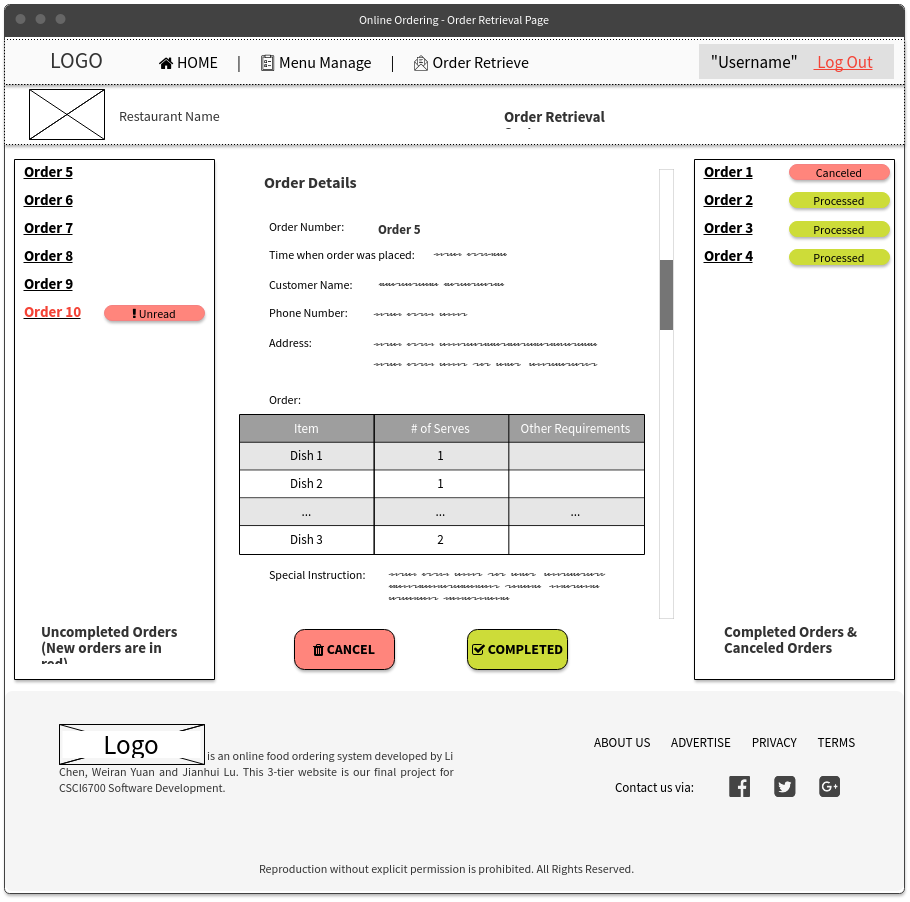 Online Ordering - Order Retrieval Page
LOGO HOME | Menu Manage | Order Retrieve "Username" Log Out
Restaurant Name
Order Retrieval
Order 5
Order 6
Order 7
Order 8
Order 9
Order 10 ! Unread
Uncompleted Orders
(New orders are in
red)
Order Details
Order Number: Order 5
Time when order was placed:
Customer Name:
Phone Number:
Address:
Order:
Item # of Serves Other Requirements
Dish 1 1
Dish 2 1
... ... ...
Dish 3 2
Special Instruction:
CANCEL COMPLETED
Order 1 Canceled
Order 2 Processed
Order 3 Processed
Order 4 Processed
Completed Orders &
Canceled Orders
Logo is an online food ordering system developed by Li
Chen, Weiran Yuan and Jianhui Lu. This 3-tier website is our final project for
CSCI6700 Software Development.
ABOUT US ADVERTISE PRIVACY TERMS
Contact us via:
Reproduction without explicit permission is prohibited. All Rights Reserved.